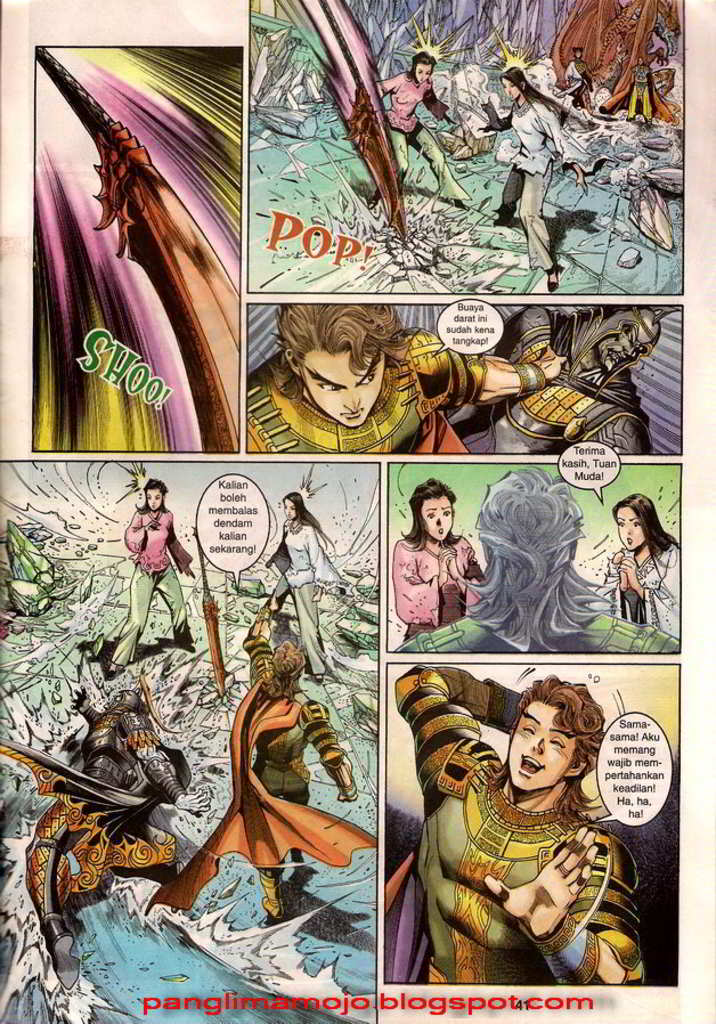 SHOO!
POP!
Buaya
darat ini
sudah kena
tangkap!
Kalian
boleh
membalas
dendam
kalian
sekarang!
Terima
kasih, Tuan
Muda!
Sama-
sama! Aku
memang
wajib mem-
pertahankan
keadilan!
Ha, ha,
ha!
41
panglimamojo.blogspot.com